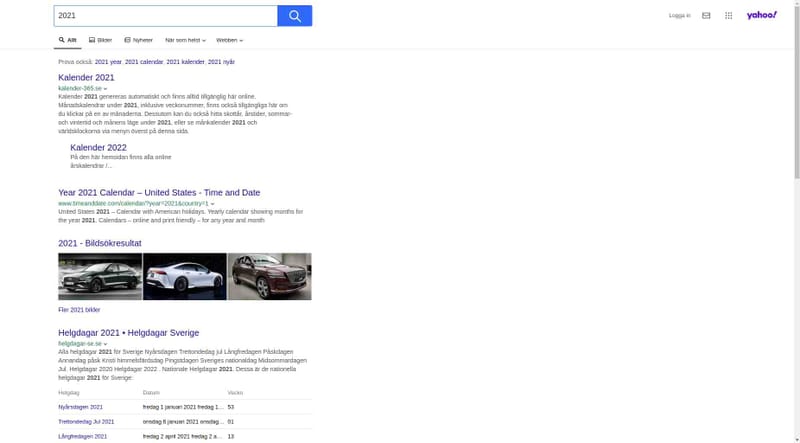 2021
Logga in
yahoo!
Allt
Bilder
Nyheter
När som helst
Webben
Prova också: 2021 year, 2021 calendar, 2021 kalender, 2021 nyår
Kalender 2021
kalender-365.se
Kalender 2021 genereras automatiskt och finns alltid tillgänglig här online.
Månadskalendrar under 2021, inklusive veckonummer, finns också tillgängliga här om
du klickar på en av månaderna. Dessutom kan du också hitta skottår, årstider, sommar-
och vintertid och månens läge under 2021, eller se månkalender 2021 och
världsklockorna via menyn överst på denna sida.
Kalender 2022
På den här hemsidan finns alla online
årskalendrar /...
Year 2021 Calendar – United States - Time and Date
www.timeanddate.com/calendar/?year=2021&country=1
United States 2021 – Calendar with American holidays. Yearly calendar showing months for
the year 2021. Calendars – online and print friendly – for any year and month
2021 - Bildsökresultat
Fler 2021 bilder
Helgdagar 2021 • Helgdagar Sverige
helgdagar-se.se
Alla helgdagar 2021 för Sverige Nyårsdagen Trettondedag jul Långfredagen Påskdagen
Annandag påsk Kristi himmelsfärdsdag Pingstdagen Sveriges nationaldag Midsommardagen
Jul. Helgdagar 2020 Helgdagar 2022 . Nationale Helgdagar 2021. Dessa är de nationella
helgdagar 2021 för Sverige:
Helgdag Datum Vecko
Nyårsdagen 2021 fredag 1 januari 2021 fredag 1... 53
Trettondedag Jul 2021 onsdag 6 januari 2021 onsdag... 01
Långfredagen 2021 fredag 2 april 2021 fredag 2 a... 13